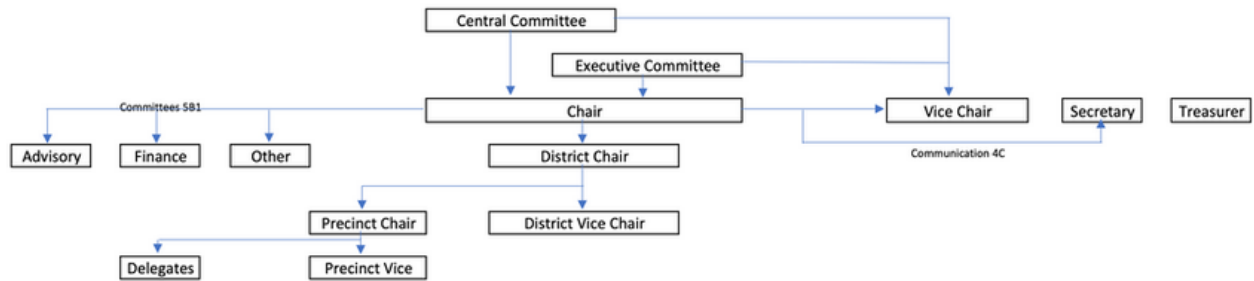 Central Committee
Executive Committee
Committees 5B1
Chair
Vice Chair
Secretary
Treasurer
Advisory
Finance
Other
District Chair
Communication 4C
Precinct Chair
District Vice Chair
Delegates
Precinct Vice